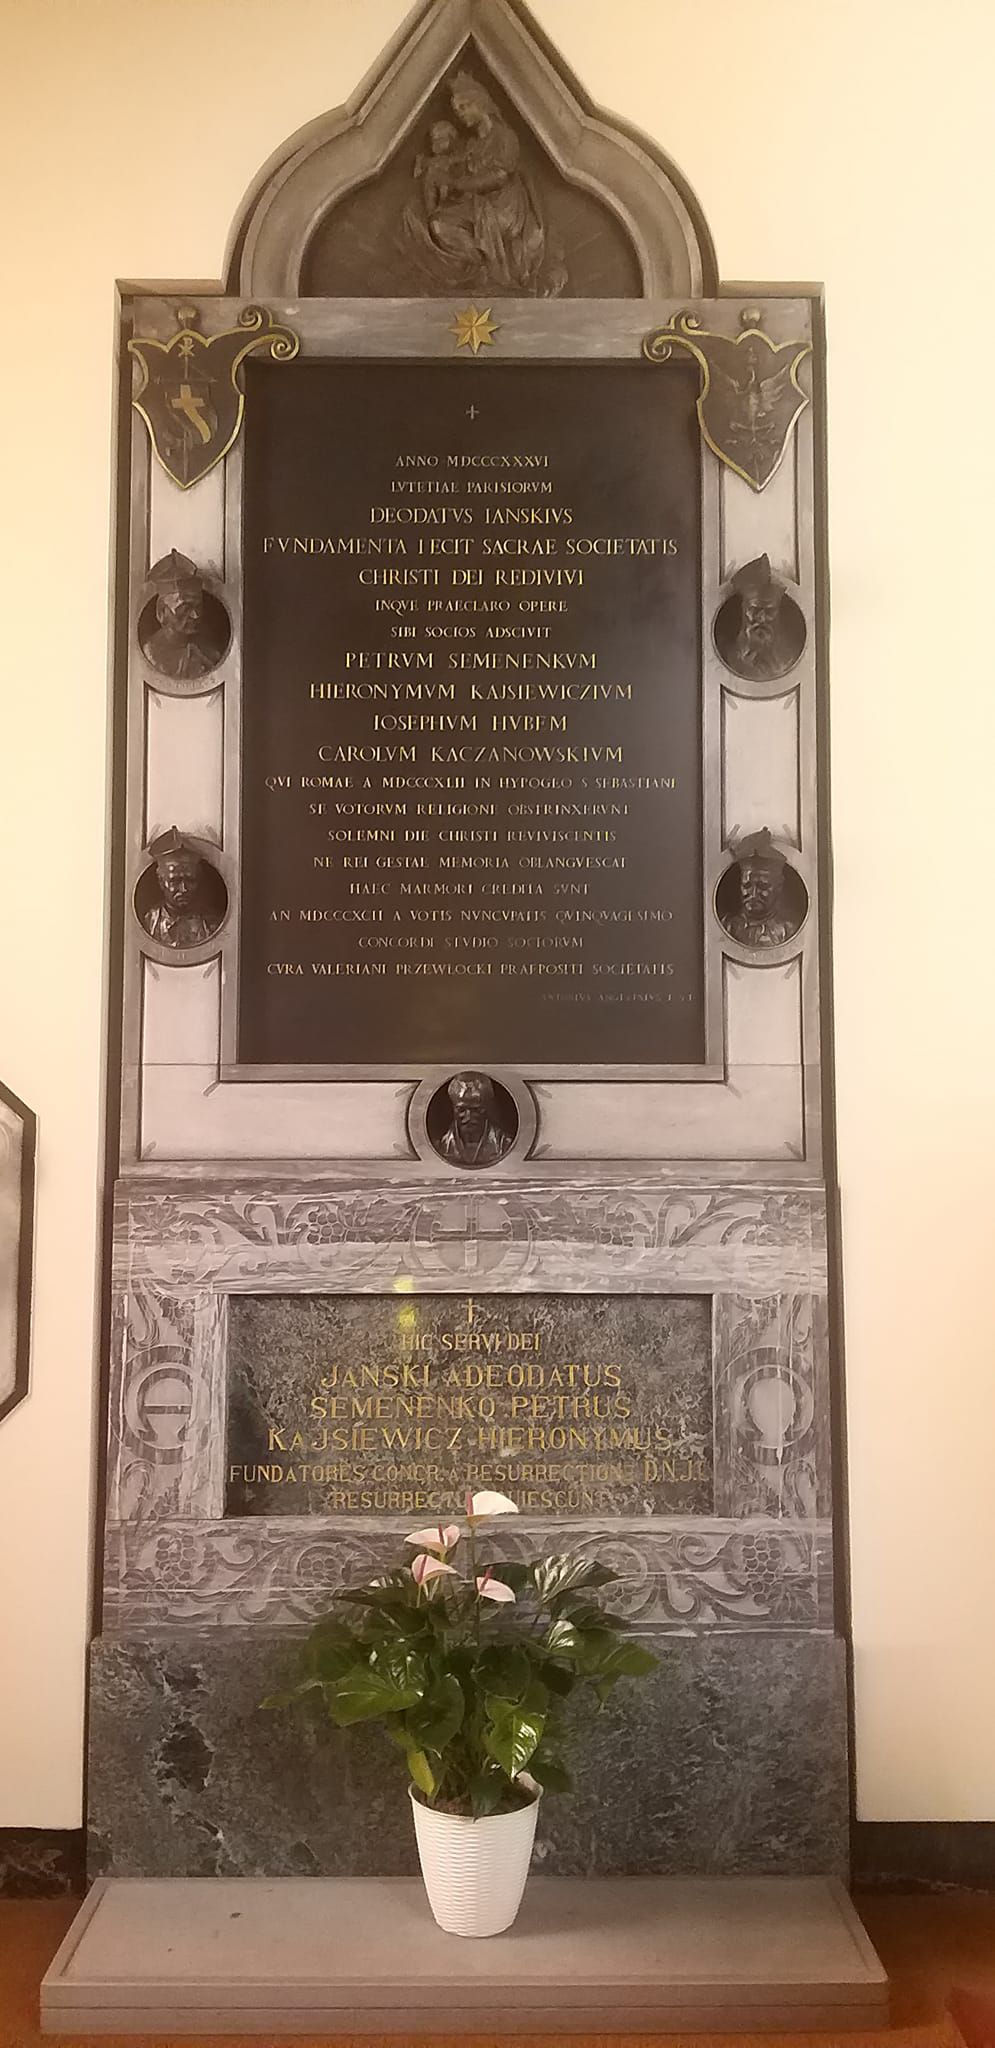 ANNO MDCCCXXXVI
LVTETIAE PARISIORVM
DEODATVS IANSKIVS
FVNDAMENTA IECIT SACRAE SOCIETATIS
CHRISTI DEI REDIVIVI
INQVE PRAECLARO OPERE
SIBI SOCIOS ADSCIVIT
PETRVM SEMENENKVM
HIERONYMVM KAJSIEWICZIVM
IOSEPHVM HVBEM
CAROLVM KACZANOWSKIVM
QVI ROMAE A MDCCCXLII IN HYPOGEO S SEBASTIANI
SE VOTORVM RELIGIONE OBSTRINXERVNT
SOLEMNI DIE CHRISTI REVIVISCENTIS
NE REI GESTAE MEMORIA OBLANGVESCAT
HAEC MARMORI CREDITA SVNT
AN MDCCCXCII A VOTIS NVNCVPATIS QVINQVAGESIMO
CONCORDI STVDIO SOCIORVM
CVRA VALERIANI PRZEWŁOCKI PRAEPOSITI SOCIETATIS
HIC SERVI DEI
JAŃSKI ADEODATUS
SEMENENKO PETRUS
KAJSIEWICZ HIERONYMUS
FUNDATORES CONGR. A RESURRECTIONE D.N.J.C.